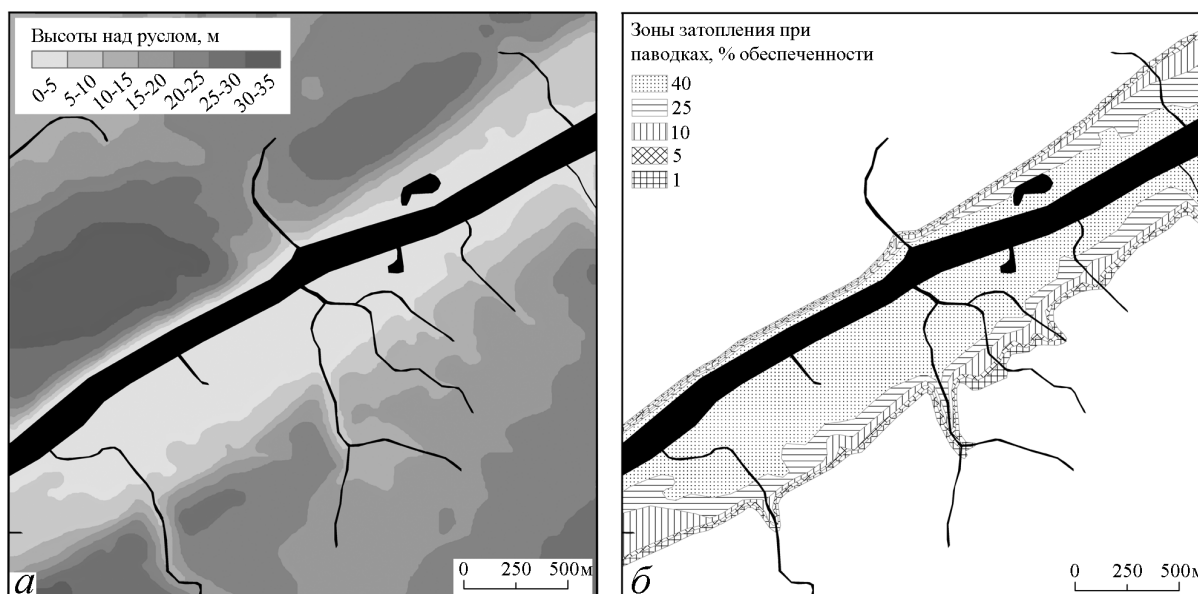 Высоты над руслом, м
0-5 5-10 10-15 15-20 20-25 25-30 30-35
а
0 250 500м
Зоны затопления при
паводках, % обеспеченности
40
25
10
5
1
б
0 250 500м